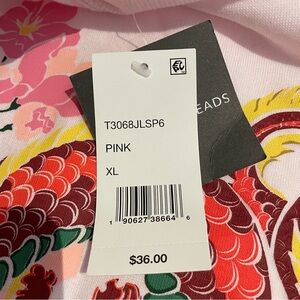 T3068JLSP6
EADS
PINK
XL
1 90627 38664 6
$36.00